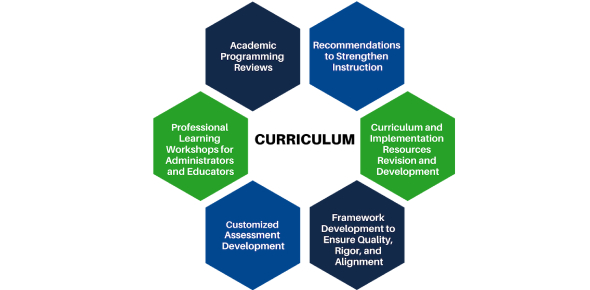 Academic
Programming
Reviews
Recommendations
to Strengthen
Instruction
Professional
Learning
Workshops for
Administrators
and Educators
CURRICULUM
Curriculum and
Implementation
Resources
Revision and
Development
Customized
Assessment
Development
Framework
Development to
Ensure Quality,
Rigor, and
Alignment